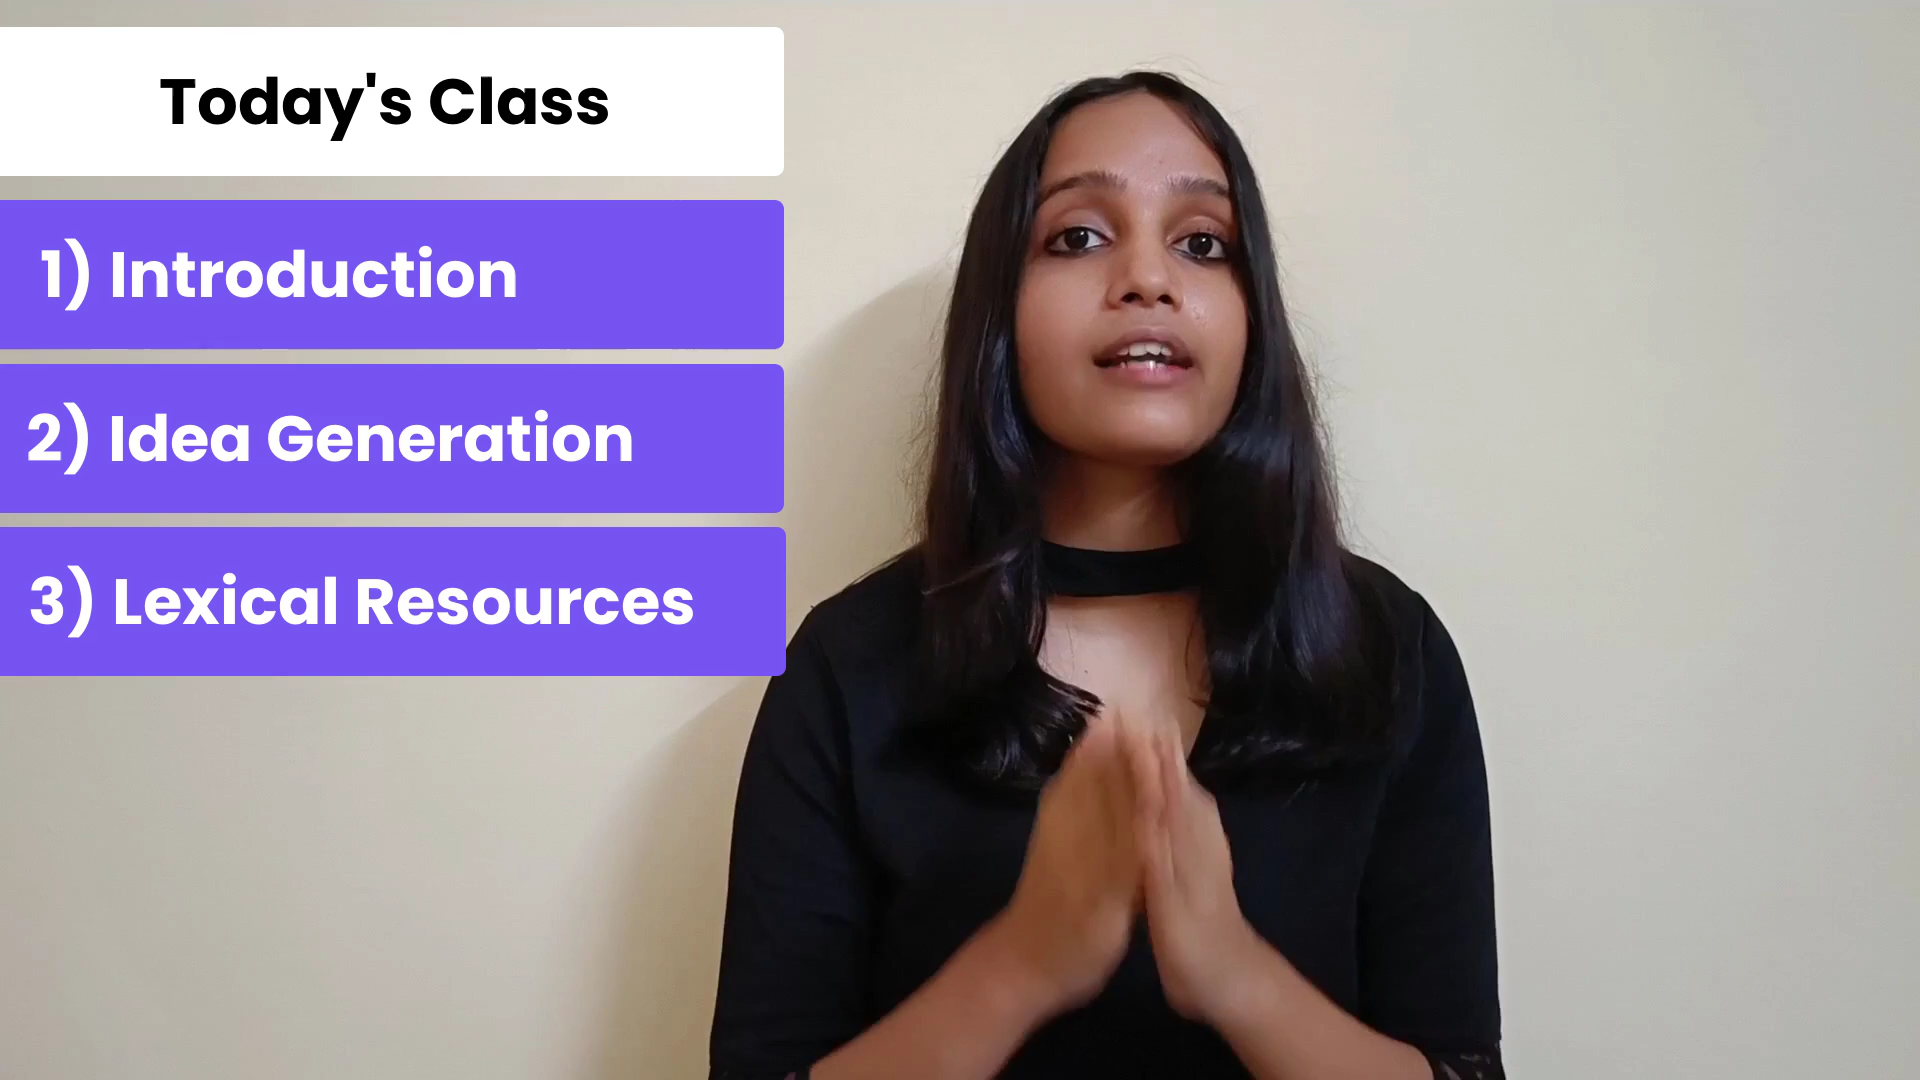 Today's Class
1) Introduction
2) Idea Generation
3) Lexical Resources